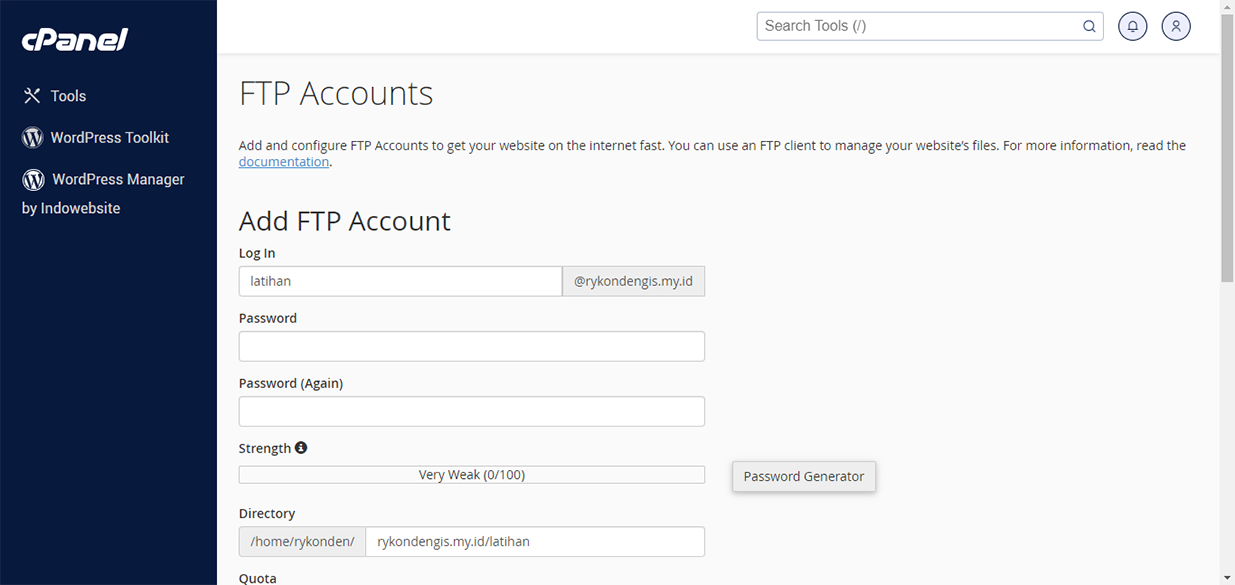 cPanel
Search Tools (/)
Tools
WordPress Toolkit
WordPress Manager
by Indowebsite
FTP Accounts
Add and configure FTP Accounts to get your website on the internet fast. You can use an FTP client to manage your website's files. For more information, read the
documentation.
Add FTP Account
Log In
latihan @rykondengis.my.id
Password
Password (Again)
Strength
Very Weak (0/100)
Password Generator
Directory
/home/rykonden/ rykondengis.my.id/latihan
Quota